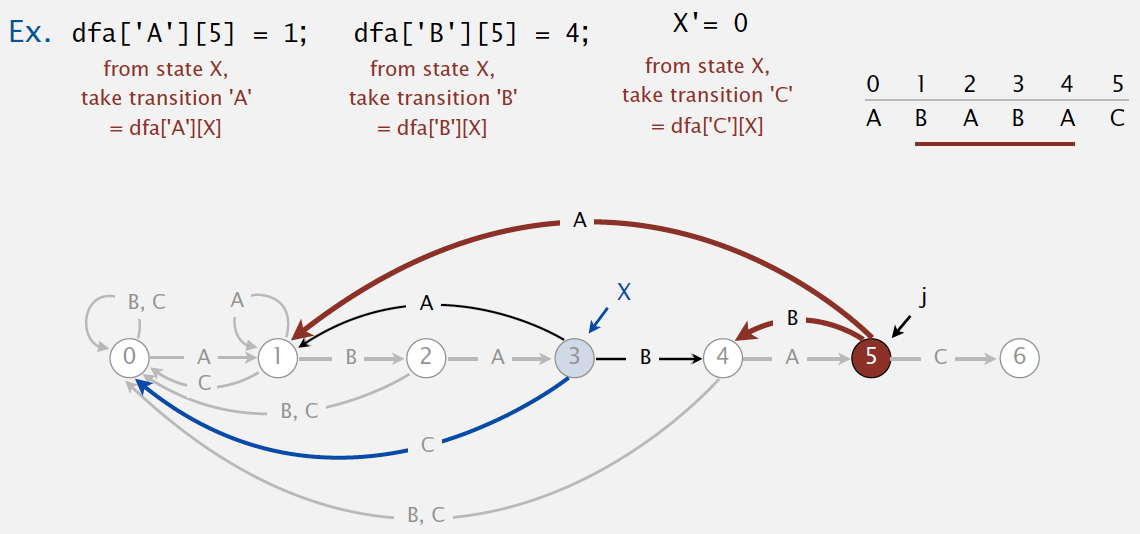 Ex. dfa['A'][5] = 1; dfa['B'][5] = 4; X'= 0
from state X,
take transition 'A'
= dfa['A'][X]
from state X,
take transition 'B'
= dfa['B'][X]
from state X,
take transition 'C'
= dfa['C'][X]
0 1 2 3 4 5
A B A B A C
A
X
j
B, C
A
A
B
0 A 1 B 2 A 3 B 4 A 5 C 6
C
B, C
C
B, C